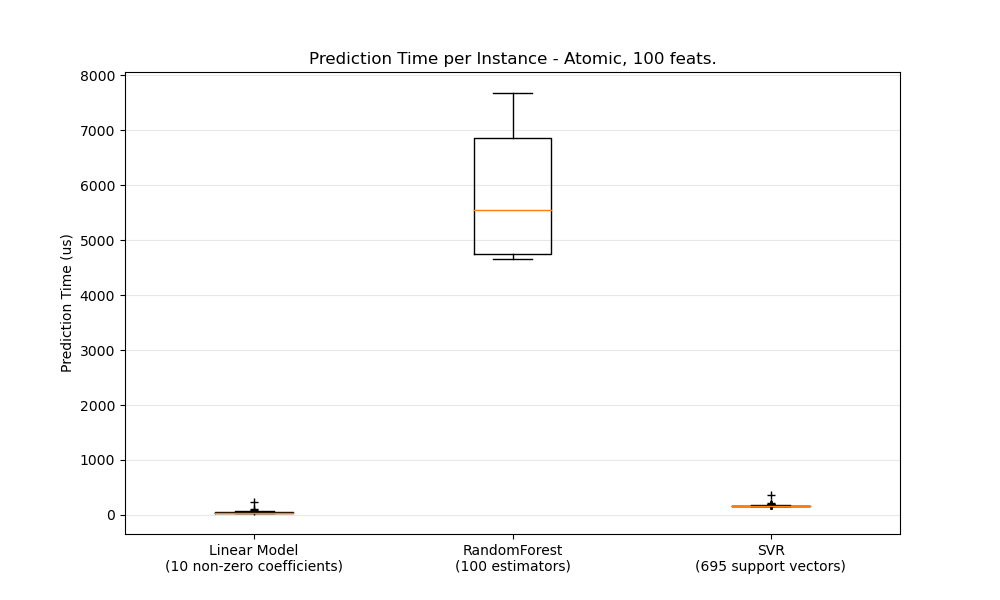 Prediction Time per Instance - Atomic, 100 feats.
Prediction Time (us)
8000
7000
6000
5000
4000
3000
2000
1000
0
Linear Model
(10 non-zero coefficients)
RandomForest
(100 estimators)
SVR
(695 support vectors)